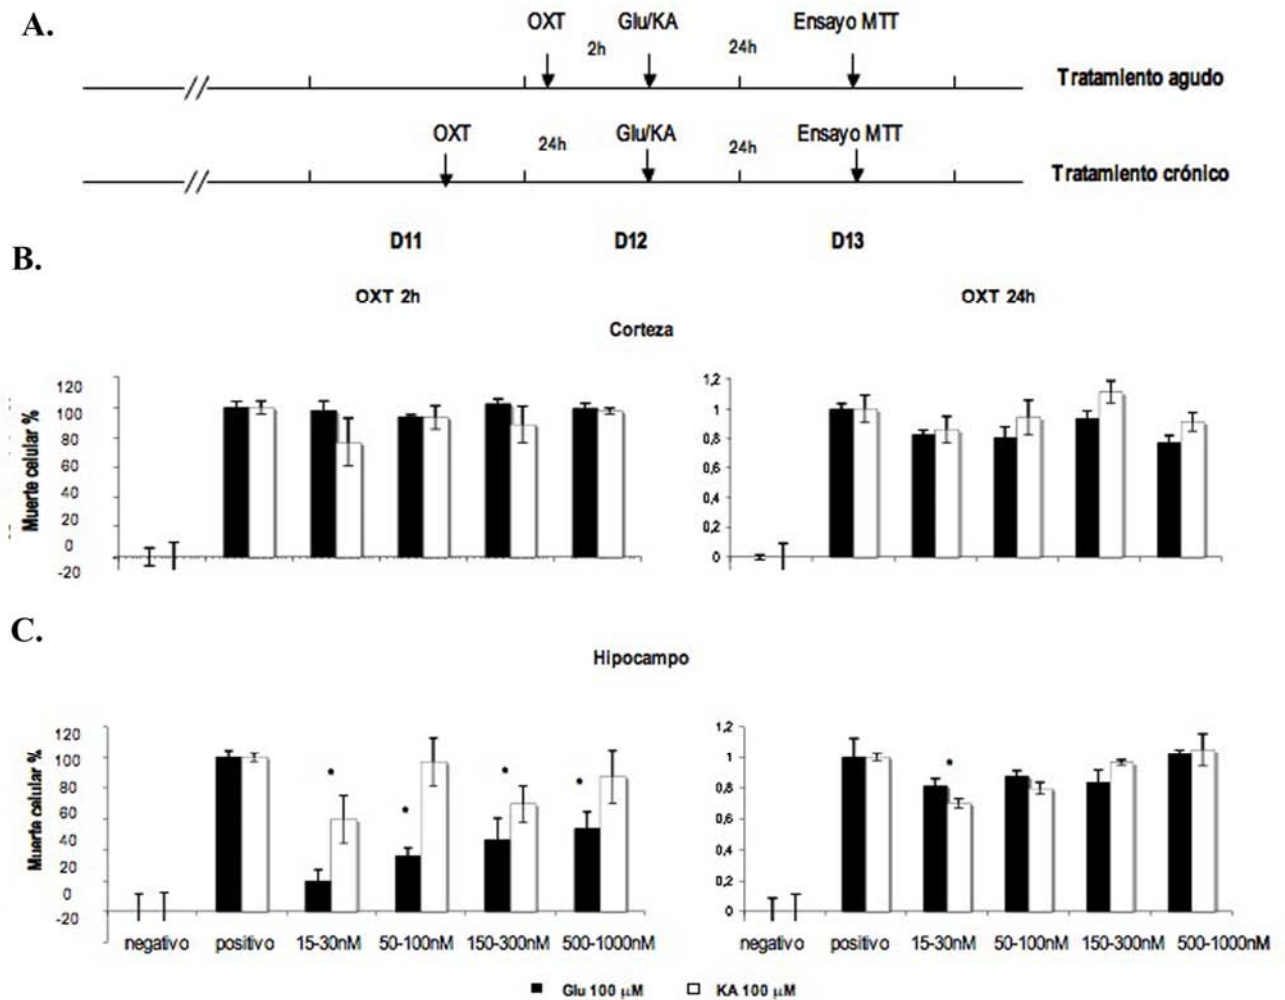 A.
OXT 2h Glu/KA 24h Ensayo MTT
Tratamiento agudo
OXT 24h Glu/KA 24h Ensayo MTT
Tratamiento crónico
D11 D12 D13
B.
OXT 2h OXT 24h
Corteza
Muerte celular %
120
100
80
60
40
20
0
-20
1,2
1
0,8
0,6
0,4
0,2
0
C.
Hipocampo
Muerte celular %
120
100
80
60
40
20
0
-20
* * * *
negativo positivo 15-30nM 50-100nM 150-300nM 500-1000nM
1,2
1
0,8
0,6
0,4
0,2
0
*
negativo positivo 15-30nM 50-100nM 150-300nM 500-1000nM
Glu 100 µM KA 100 µM